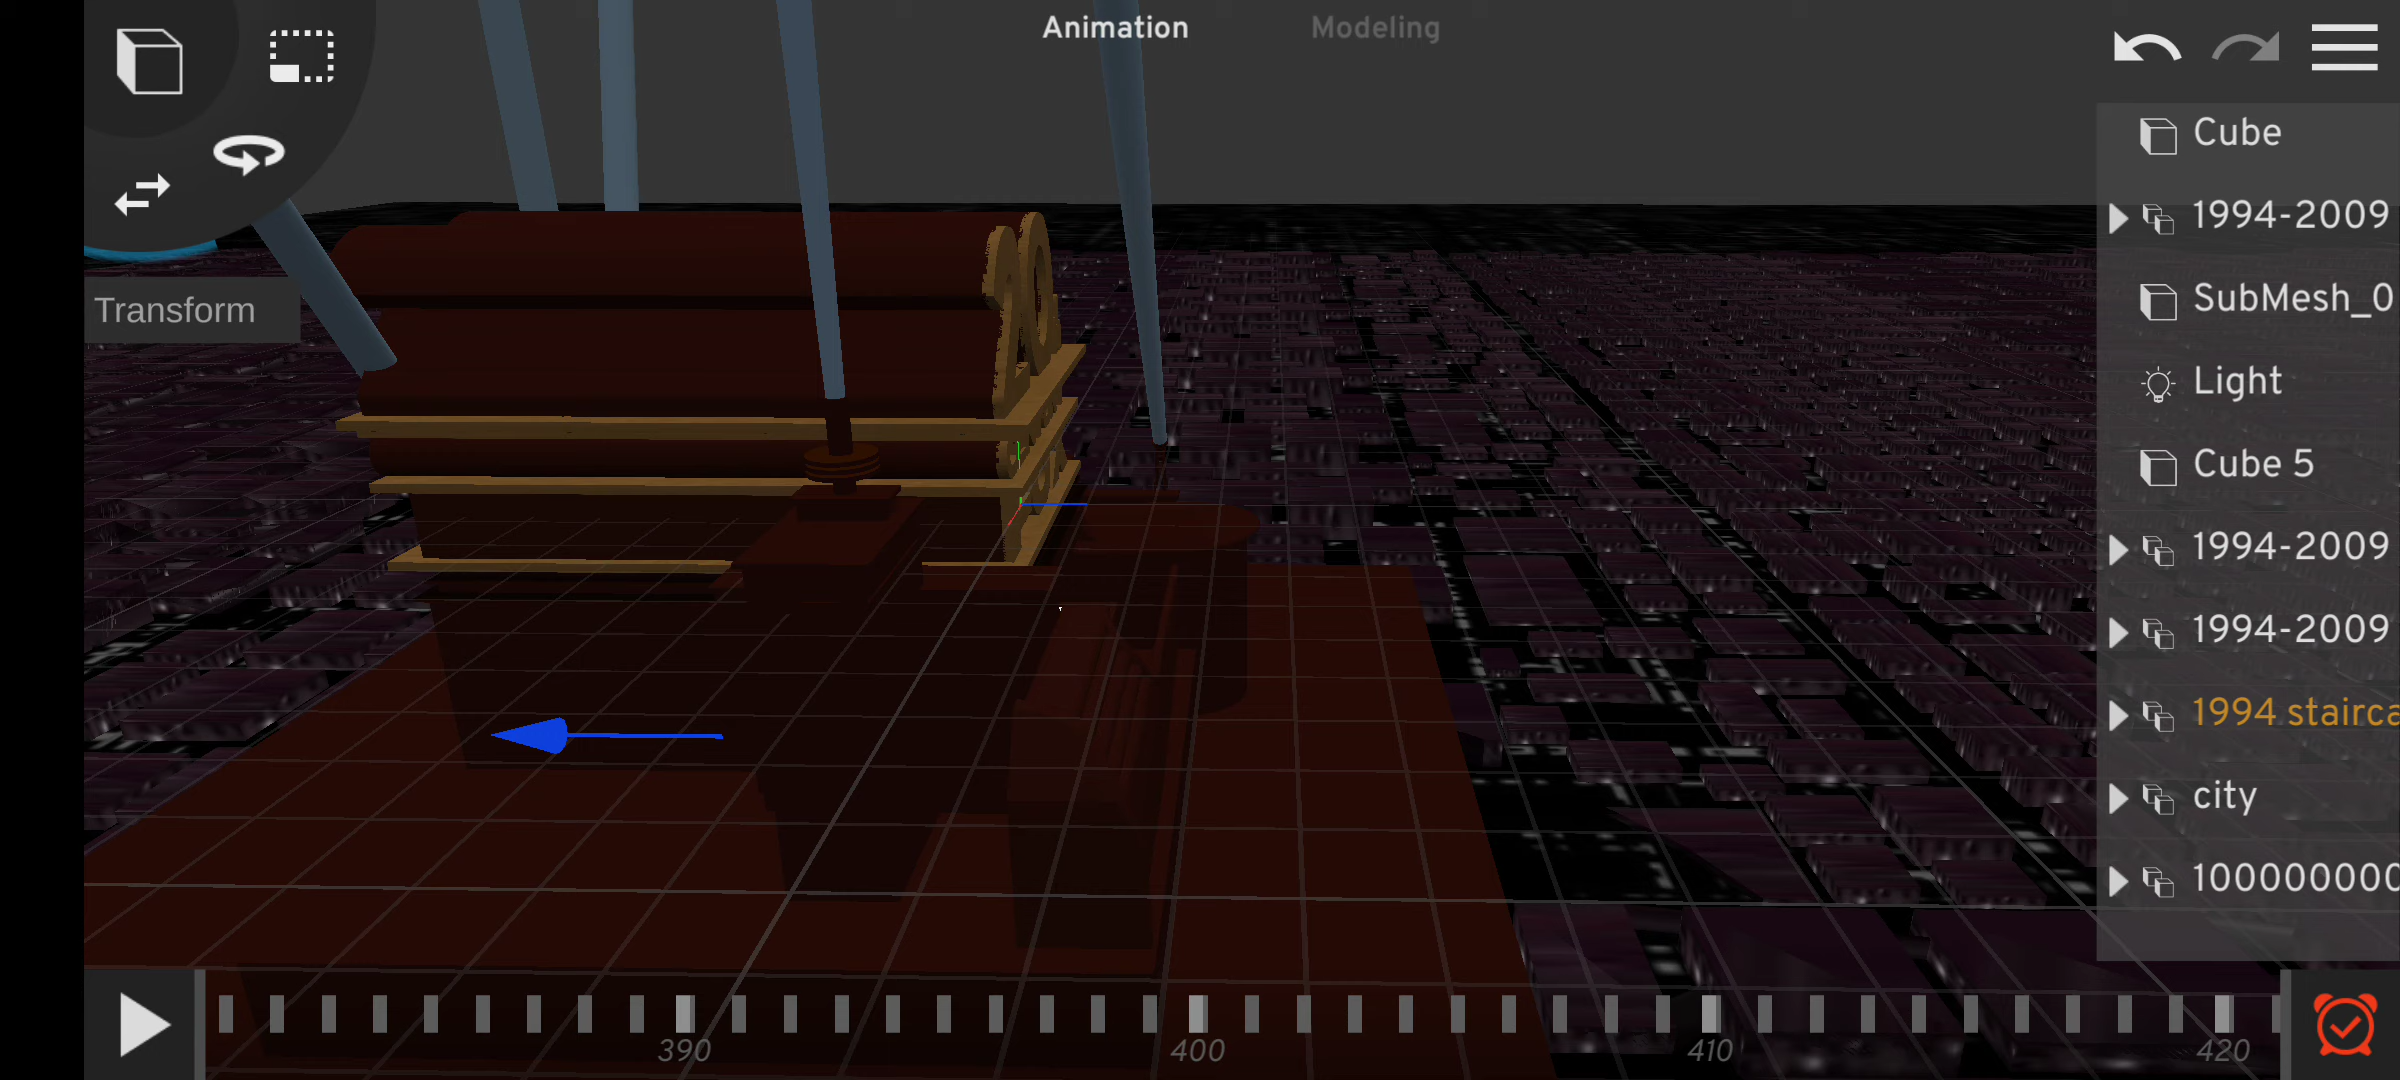 Animation
Modeling
Transform
Cube
1994-2009
SubMesh_0
Light
Cube 5
1994-2009
1994-2009
1994 stairca
city
100000000
390
400
410
420